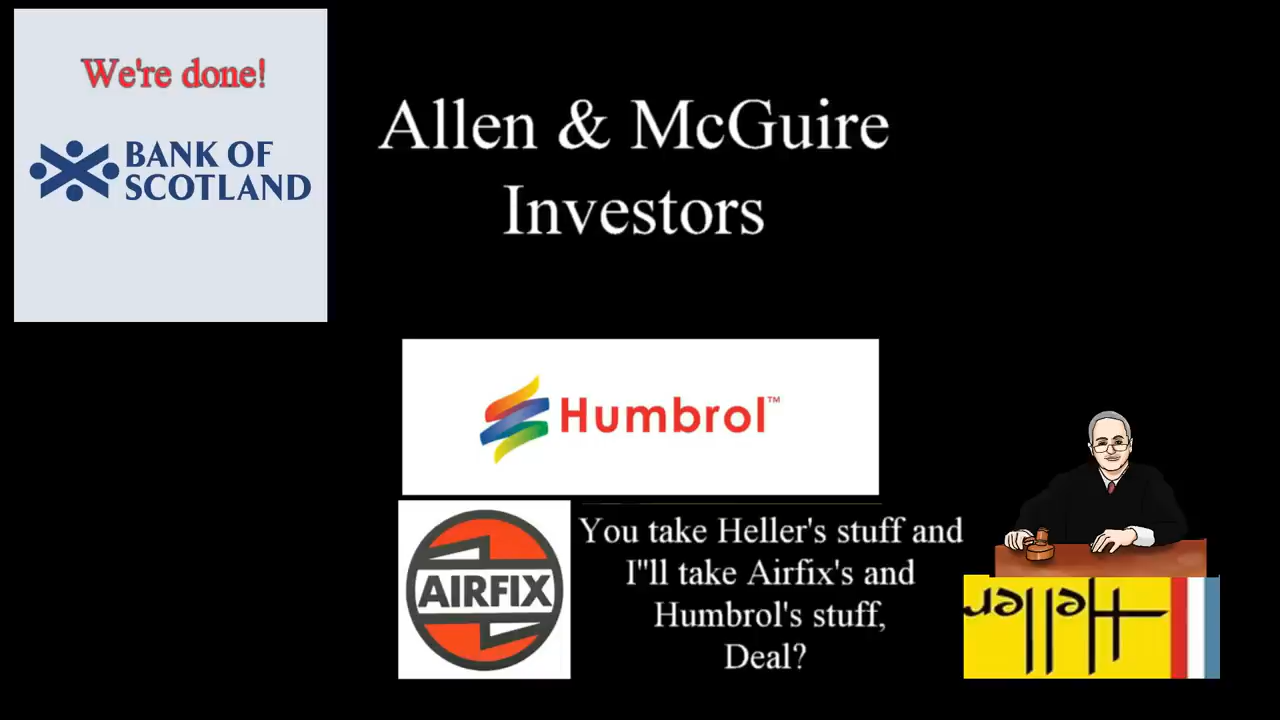 We're done!
BANK OF
SCOTLAND
Allen & McGuire
Investors
Humbrol™
AIRFIX
You take Heller's stuff and
I"ll take Airfix's and
Humbrol's stuff,
Deal?
Heller